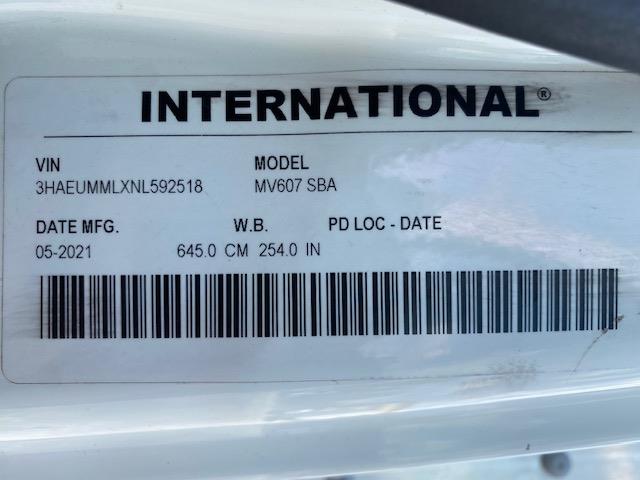 INTERNATIONAL®
VIN MODEL
3HAEUMMLXNL592518 MV607 SBA
DATE MFG. W.B. PD LOC - DATE
05-2021 645.0 CM 254.0 IN